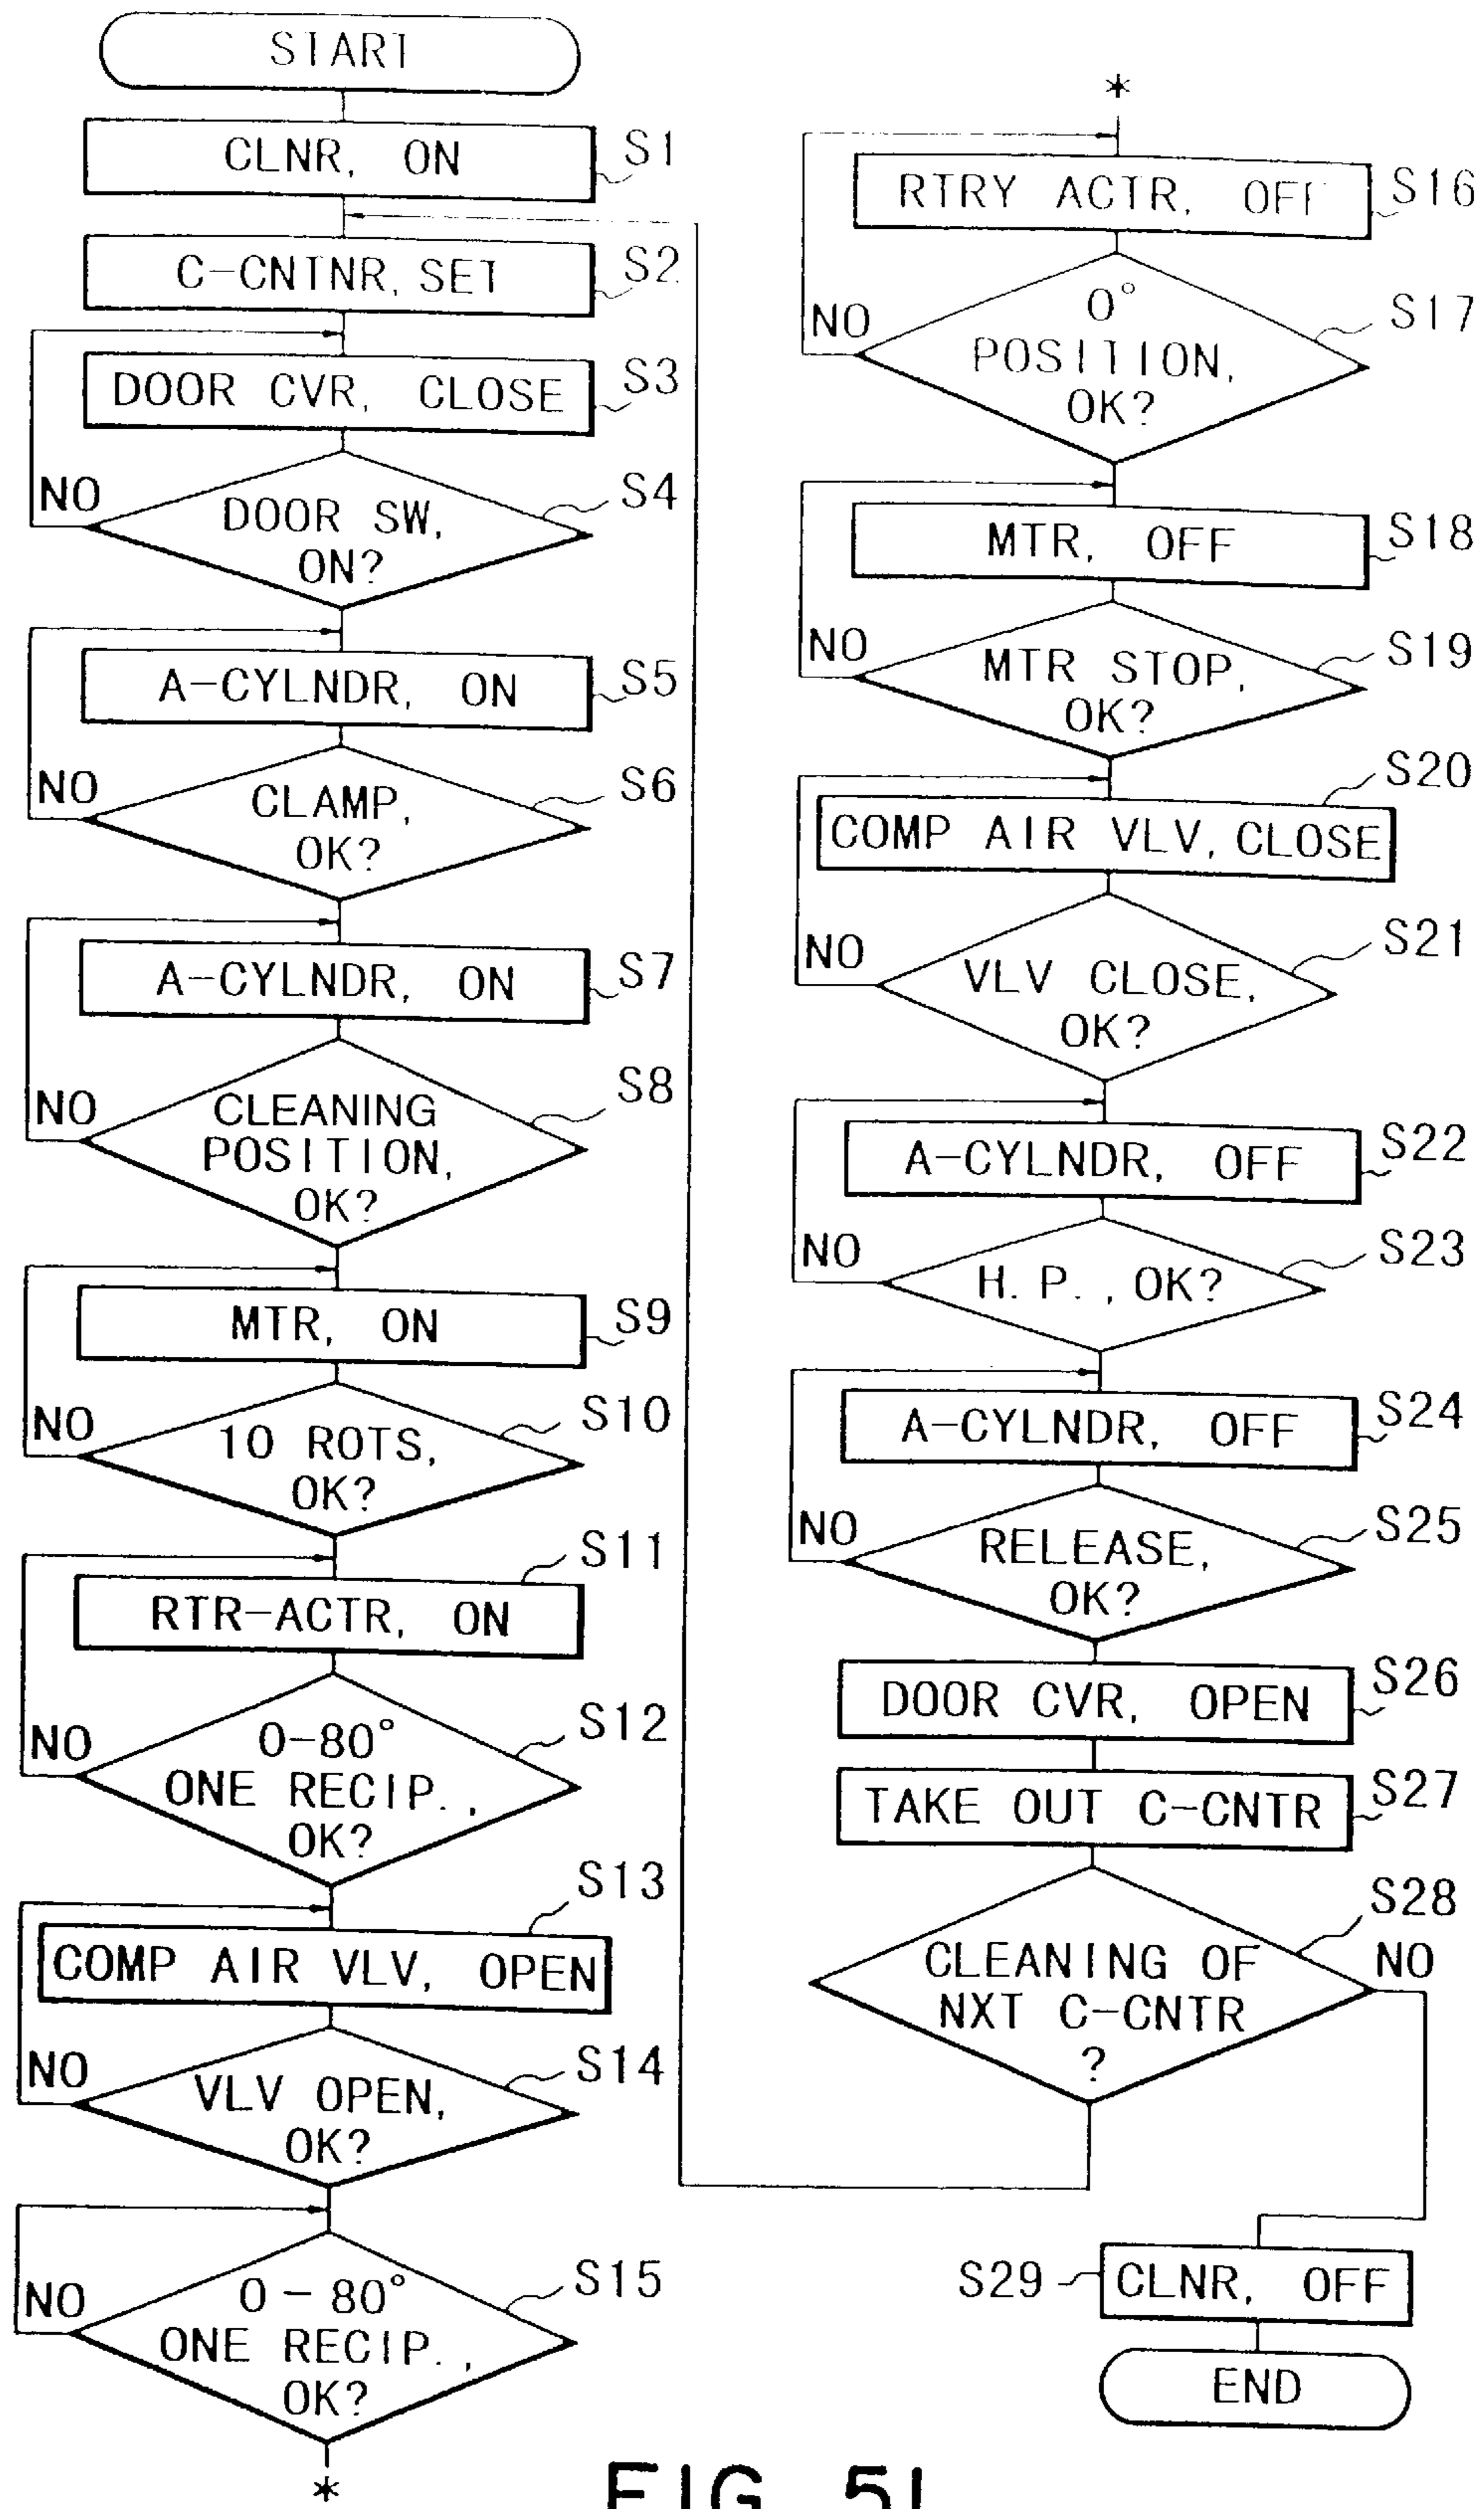 START
CLNR, ON
S1
C-CNTNR, SET
S2
DOOR CVR, CLOSE
S3
NO
DOOR SW,
ON?
S4
A-CYLNDR, ON
S5
NO
CLAMP,
OK?
S6
A-CYLNDR, ON
S7
NO
CLEANING
POSITION,
OK?
S8
MTR, ON
S9
NO
10 ROTS,
OK?
S10
RTR-ACTR, ON
S11
NO
0-80°
ONE RECIP.,
OK?
S12
COMP AIR VLV, OPEN
S13
NO
VLV OPEN,
OK?
S14
NO
0-80°
ONE RECIP.,
OK?
S15
*
*
RTRY ACTR, OFF
S16
NO
0°
POSITION,
OK?
S17
MTR, OFF
S18
NO
MTR STOP,
OK?
S19
COMP AIR VLV, CLOSE
S20
NO
VLV CLOSE,
OK?
S21
A-CYLNDR, OFF
S22
NO
H.P., OK?
S23
A-CYLNDR, OFF
S24
NO
RELEASE,
OK?
S25
DOOR CVR, OPEN
S26
TAKE OUT C-CNTR
S27
CLEANING OF
NXT C-CNTR
?
S28
NO
S29
CLNR, OFF
END
FIG. 51